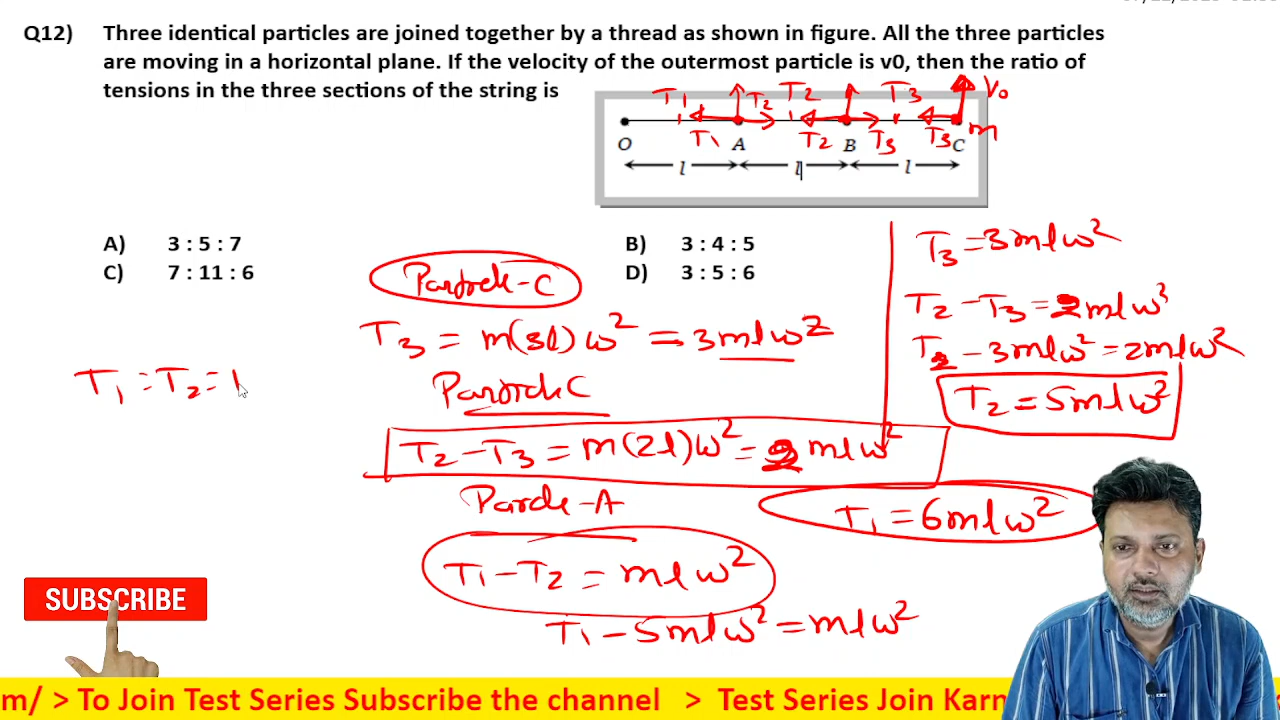 Q12) Three identical particles are joined together by a thread as shown in figure. All the three particles
are moving in a horizontal plane. If the velocity of the outermost particle is v0, then the ratio of
tensions in the three sections of the string is
T1 T2 T2 T3 V0
T1 T2 T3 T3 m
O A B C
l l l
A) 3 : 5 : 7
B) 3 : 4 : 5
C) 7 : 11 : 6
D) 3 : 5 : 6
Particle-C
T3 = m(3l)ω² = 3mlω²
Particle C
T2 - T3 = m(2l)ω² = 2mlω²
Particle-A
T1 - T2 = mlω²
T1 - 5mlω² = mlω²
T3 = 3mlω²
T2 - T3 = 2mlω²
T2 - 3mlω² = 2mlω²
T2 = 5mlω²
T1 = 6mlω²
T1 = T2 =
SUBSCRIBE
m/ > To Join Test Series Subscribe the channel > Test Series Join Karn